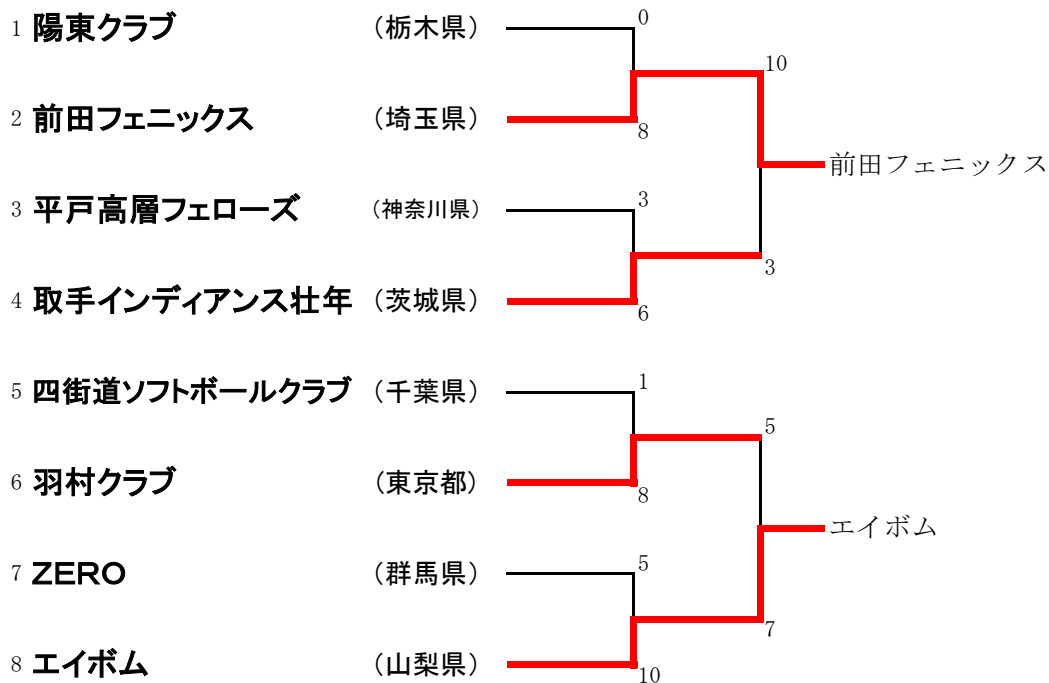 1 陽東クラブ （栃木県） 0
10
2 前田フェニックス （埼玉県） 8
前田フェニックス
3 平戸高層フェローズ （神奈川県） 3
3
4 取手インディアンス壮年 （茨城県） 6
5 四街道ソフトボールクラブ （千葉県） 1
5
6 羽村クラブ （東京都） 8
エイボム
7 ZERO （群馬県） 5
7
8 エイボム （山梨県） 10